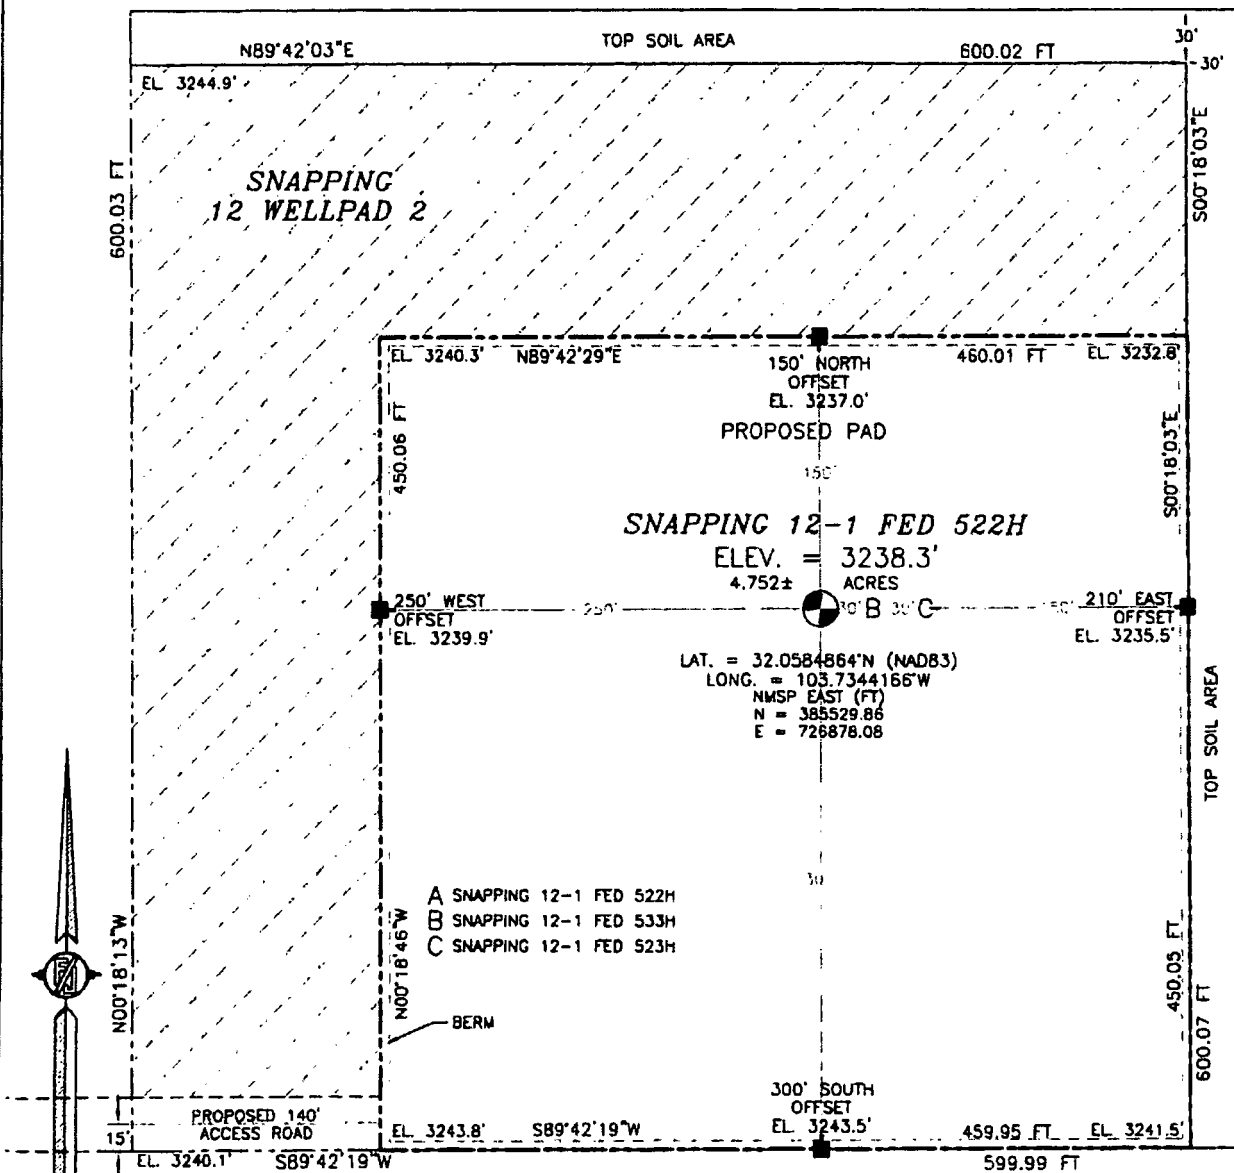 TOP SOIL AREA
N89°42'03"E
600.02 FT
30'
30'
EL. 3244.9'
600.03 FT
S00°18'03"E
SNAPPING
12 WELLPAD 2
EL. 3240.3'
N89°42'29"E
150' NORTH
OFFSET
EL. 3237.0'
460.01 FT
EL. 3232.8'
PROPOSED PAD
450.06 FT
150'
S00°18'03"E
SNAPPING 12-1 FED 522H
ELEV. = 3238.3'
4.752± ACRES
250' WEST
OFFSET
EL. 3239.9'
250'
30' B 30' C
150'
210' EAST
OFFSET
EL. 3235.5'
LAT. = 32.0584864°N (NAD83)
LONG. = 103.7344166°W
NMSP EAST (FT)
N = 385529.86
E = 726878.08
TOP SOIL AREA
A SNAPPING 12-1 FED 522H
B SNAPPING 12-1 FED 533H
C SNAPPING 12-1 FED 523H
N00°18'13"W
N00°18'46"W
BERM
450.05 FT
600.07 FT
300' SOUTH
OFFSET
EL. 3243.5'
PROPOSED 140'
ACCESS ROAD
15'
EL. 3243.8'
S89°42'19"W
459.95 FT
EL. 3241.5'
EL. 3246.1'
S89°42'19"W
599.99 FT